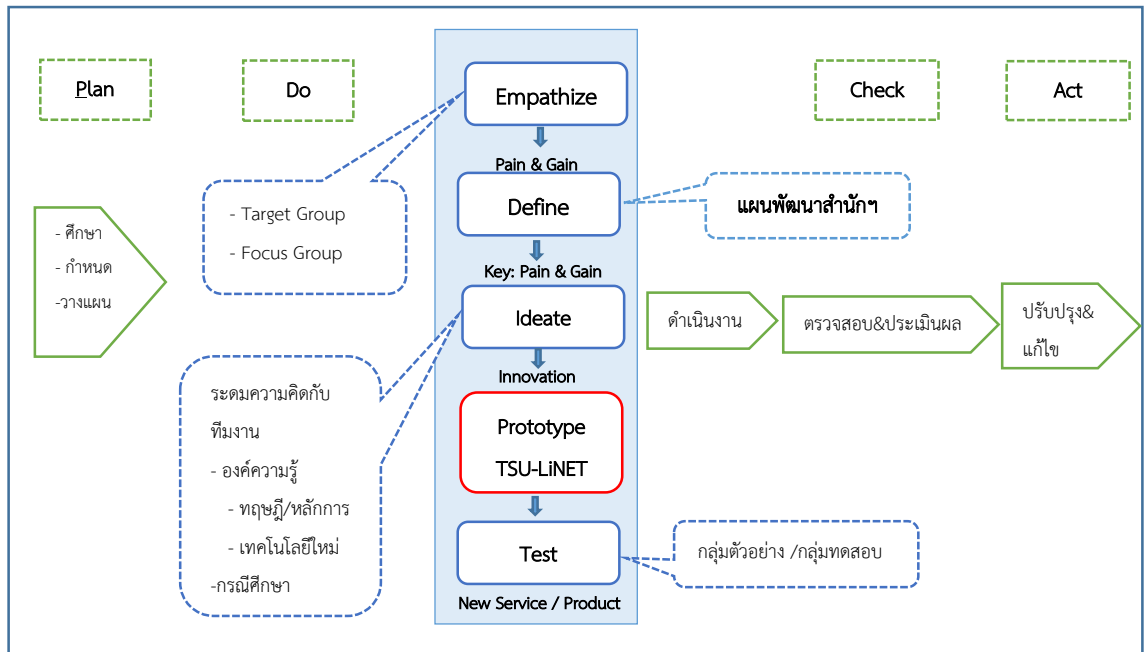 Plan
Do
Check
Act
Empathize
Pain & Gain
Define
Key: Pain & Gain
Ideate
Innovation
Prototype
TSU-LiNET
Test
New Service / Product
- ศึกษา
- กำหนด
-วางแผน
- Target Group
- Focus Group
ระดมความคิดกับ
ทีมงาน
- องค์ความรู้
- ทฤษฎี/หลักการ
- เทคโนโลยีใหม่
-กรณีศึกษา
แผนพัฒนาสำนักฯ
ดำเนินงาน
ตรวจสอบ&ประเมินผล
ปรับปรุง&
แก้ไข
กลุ่มตัวอย่าง /กลุ่มทดสอบ